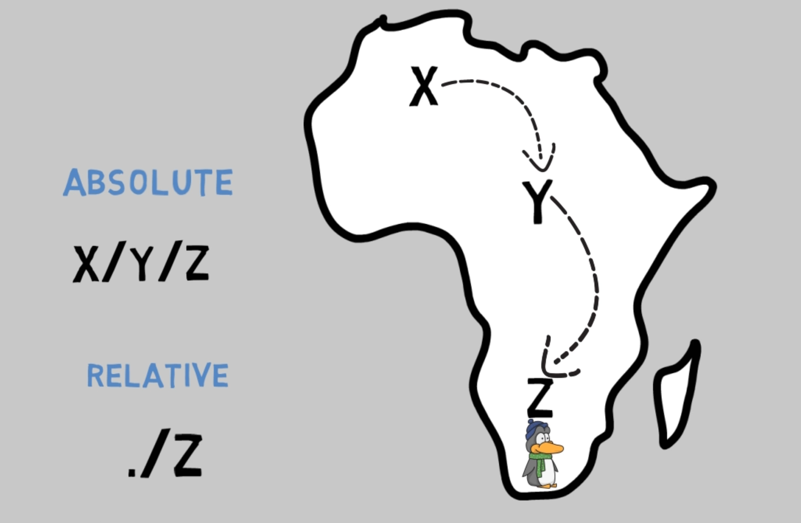 ABSOLUTE
X/Y/Z
RELATIVE
./Z
X
Y
Z